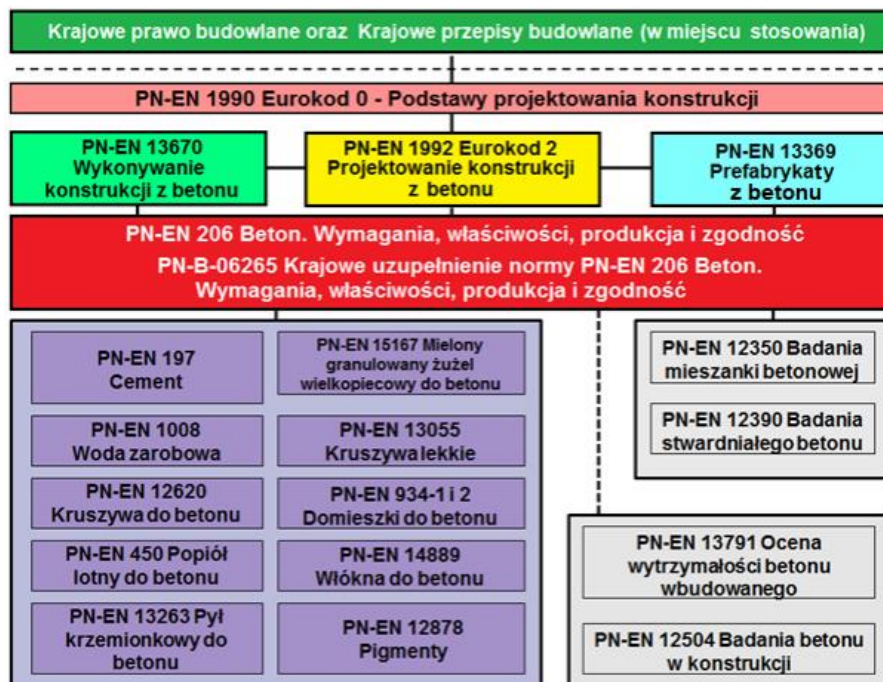 Krajowe prawo budowlane oraz Krajowe przepisy budowlane (w miejscu stosowania)
PN-EN 1990 Eurokod 0 - Podstawy projektowania konstrukcji
PN-EN 13670
Wykonywanie
konstrukcji z betonu
PN-EN 1992 Eurokod 2
Projektowanie konstrukcji
z betonu
PN-EN 13369
Prefabrykaty
z betonu
PN-EN 206 Beton. Wymagania, właściwości, produkcja i zgodność
PN-B-06265 Krajowe uzupełnienie normy PN-EN 206 Beton.
Wymagania, właściwości, produkcja i zgodność
PN-EN 197
Cement
PN-EN 15167 Mielony
granulowany żużel
wielkopiecowy do betonu
PN-EN 1008
Woda zarobowa
PN-EN 13055
Kruszywa lekkie
PN-EN 12620
Kruszywa do betonu
PN-EN 934-1 i 2
Domieszki do betonu
PN-EN 450 Popiół
lotny do betonu
PN-EN 14889
Włókna do betonu
PN-EN 13263 Pył
krzemionkowy do
betonu
PN-EN 12878
Pigmenty
PN-EN 12350 Badania
mieszanki betonowej
PN-EN 12390 Badania
stwardniałego betonu
PN-EN 13791 Ocena
wytrzymałości betonu
wbudowanego
PN-EN 12504 Badania betonu
w konstrukcji